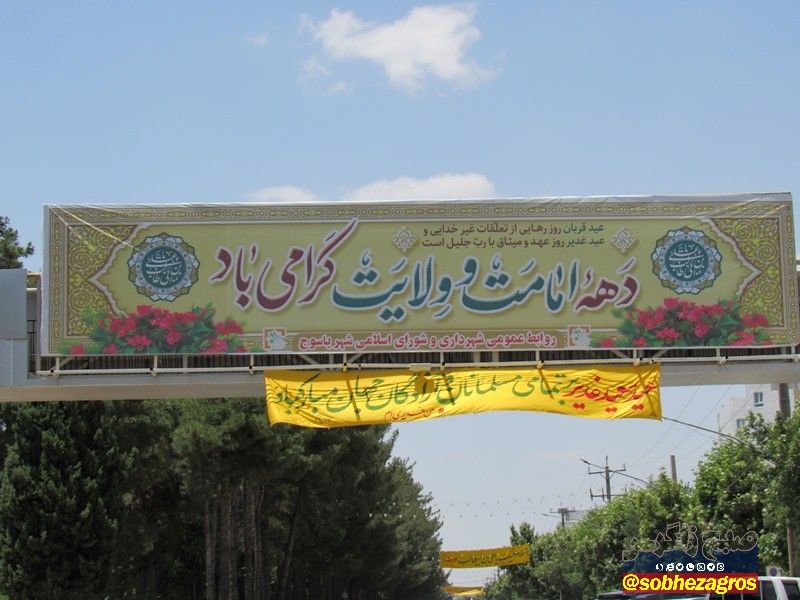 عید قربان روز رهایی از تعلقات غیر خدایی و
عید غدیر روز عهد و میثاق با رب جلیل است
دههٔ امامت و ولایت گرامی باد
روابط عمومی شهرداری و شورای اسلامی شهر یاسوج
عید سعید غدیر بر تمامی مسلمانان و آزادگان جهان مبارکباد
صبح زاگرس
@sobhezagros